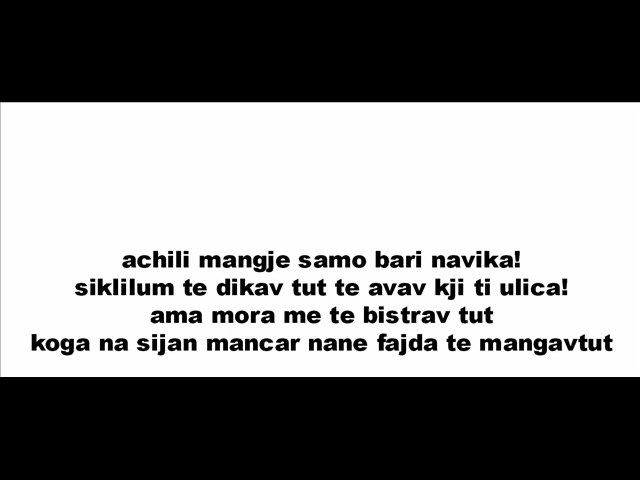 achili mangje samo bari navika!
siklilum te dikav tut te avav kji ti ulica!
ama mora me te bistrav tut
koga na sijan mancar nane fajda te mangavtut